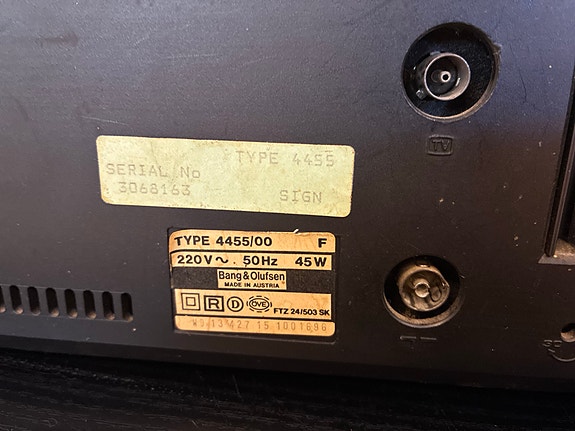 TV
TYPE 4455
SERIAL No
3068163 SIGN
TYPE 4455/00 F
220V~. 50Hz 45W
Bang & Olufsen
MADE IN AUSTRIA
R D ÖVE FTZ 24/503 SK